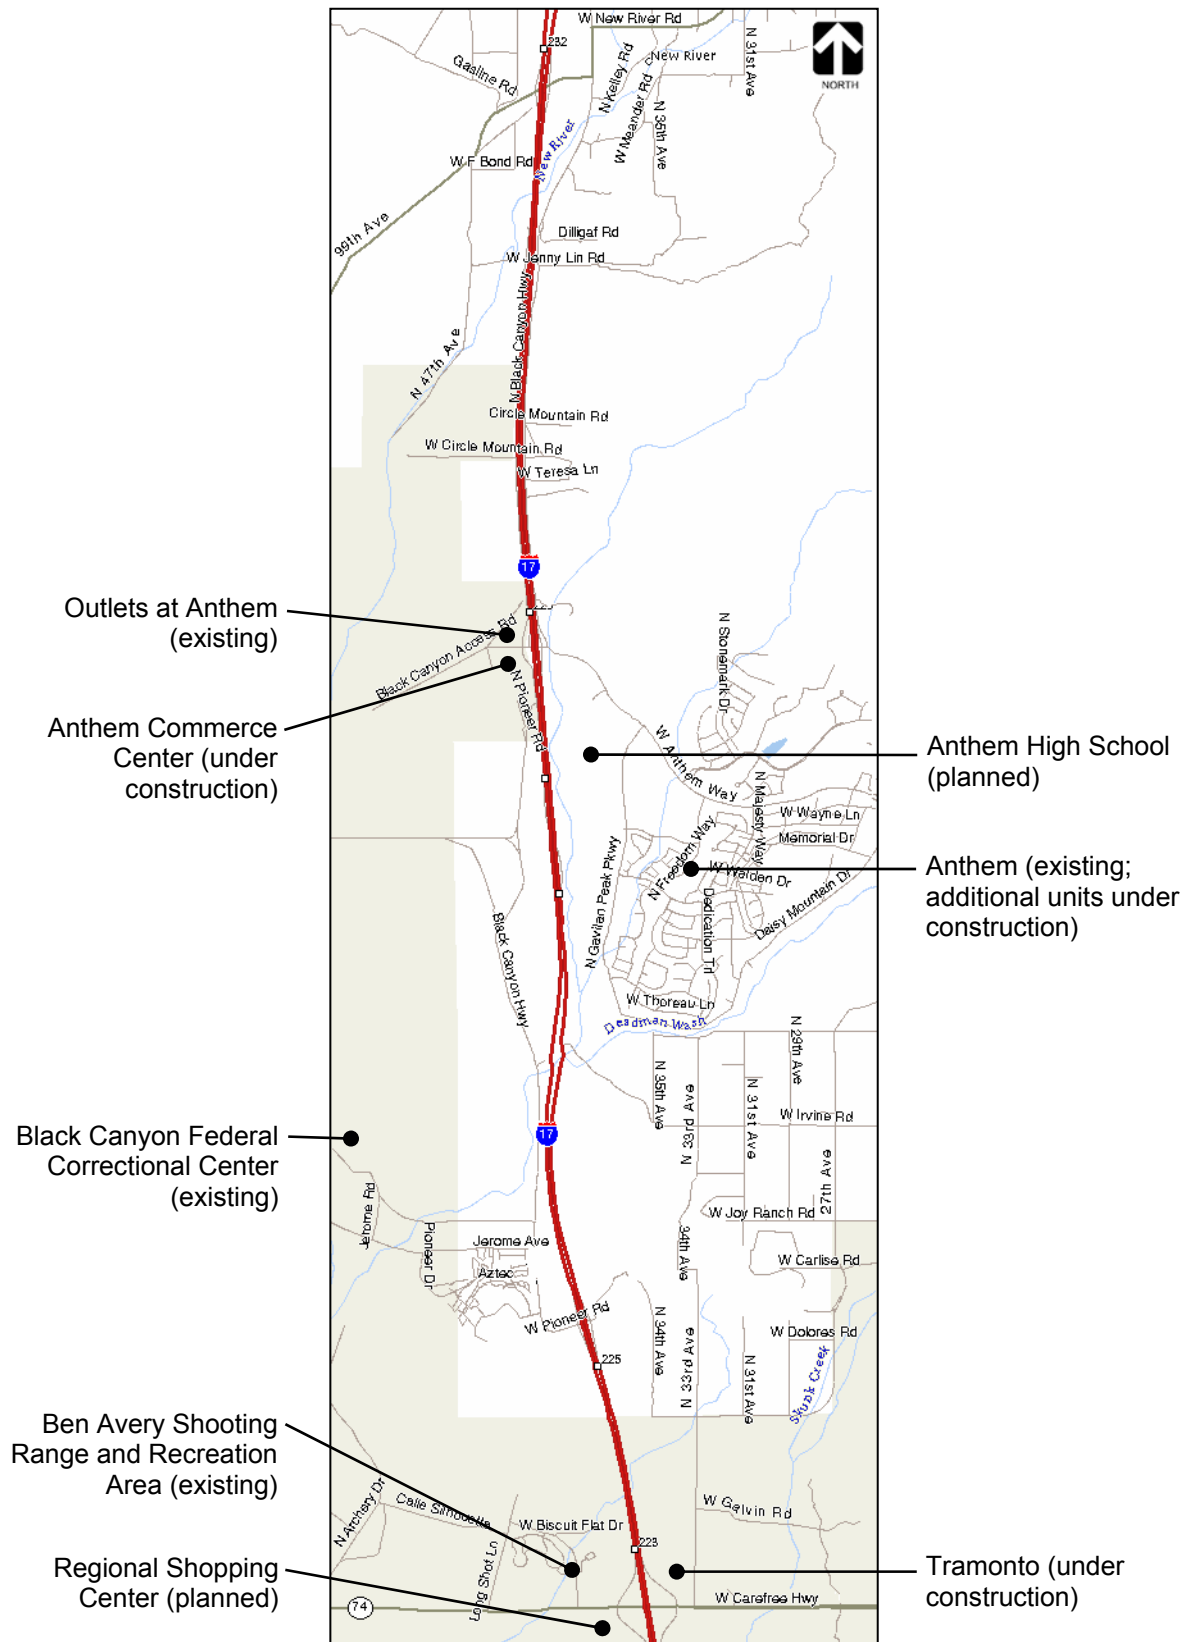 W New River Rd
232
NORTH
Gasline Rd
N Kelley Rd
New River
N 31st Ave
W Meander Rd
N 35th Ave
New River
W F Bond Rd
99th Ave
Dilligaf Rd
W Jenny Lin Rd
N Black Canyon Hwy
N 47th Ave
Circle Mountain Rd
W Circle Mountain Rd
W Teresa Ln
17
Outlets at Anthem
(existing)
Black Canyon Access Rd
N Pioneer Rd
N Stonemark Dr
Anthem Commerce
Center (under
construction)
W Anthem Way
Anthem High School
(planned)
N Majesty Way
W Wayne Ln
Memorial Dr
N Freedom Way
W Walden Dr
N Gavilan Peak Pkwy
Dedication Trl
Daisy Mountain Dr
Anthem (existing;
additional units under
construction)
Black Canyon Hwy
W Thoreau Ln
Deadman Wash
N 29th Ave
N 35th Ave
N 33rd Ave
N 31st Ave
W Irvine Rd
Black Canyon Federal
Correctional Center
(existing)
17
27th Ave
Jerome Rd
W Joy Ranch Rd
Pioneer Dr
Jerome Ave
34th Ave
W Carlise Rd
Aztec
W Pioneer Rd
N 34th Ave
N 33rd Ave
N 31st Ave
W Dolores Rd
Skunk Creek
225
Ben Avery Shooting
Range and Recreation
Area (existing)
N Archery Dr
Calle Silhouette
W Galvin Rd
W Biscuit Flat Dr
223
Long Shot Ln
Regional Shopping
Center (planned)
Tramonto (under
construction)
74
W Carefree Hwy